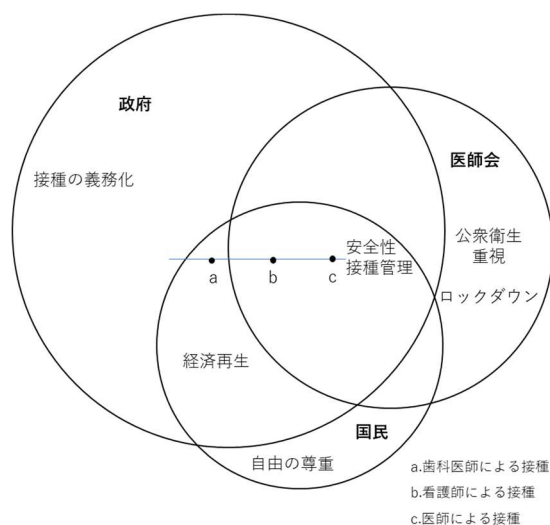 政府
医師会
接種の義務化
公衆衛生
重視
安全性
接種管理
a
b
c
ロックダウン
経済再生
国民
自由の尊重
a.歯科医師による接種
b.看護師による接種
c.医師による接種